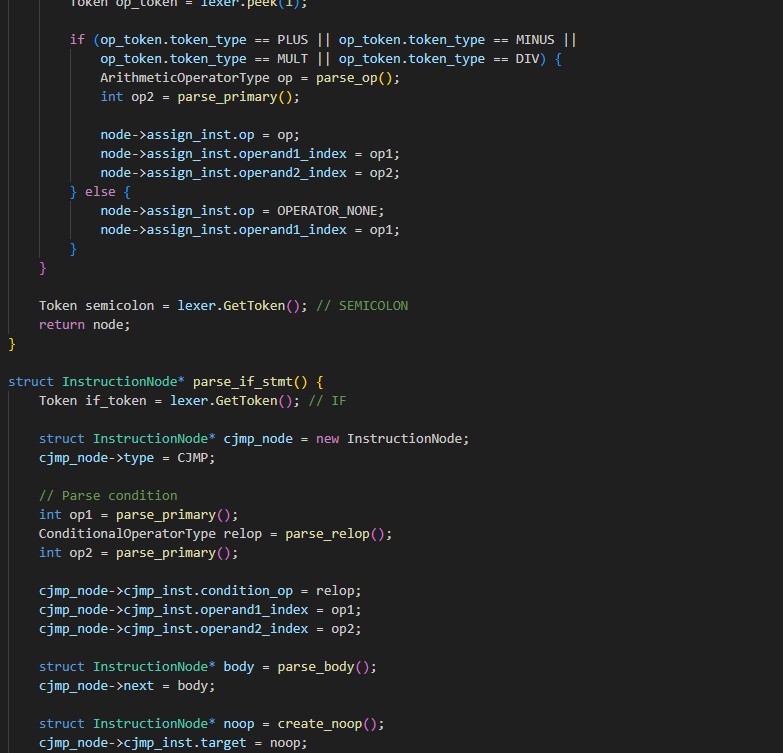 Token op_token = lexer.peek(1);
if (op_token.token_type == PLUS || op_token.token_type == MINUS ||
op_token.token_type == MULT || op_token.token_type == DIV) {
ArithmeticOperatorType op = parse_op();
int op2 = parse_primary();
node->assign_inst.op = op;
node->assign_inst.operand1_index = op1;
node->assign_inst.operand2_index = op2;
} else {
node->assign_inst.op = OPERATOR_NONE;
node->assign_inst.operand1_index = op1;
}
}
Token semicolon = lexer.GetToken(); // SEMICOLON
return node;
}
struct InstructionNode* parse_if_stmt() {
Token if_token = lexer.GetToken(); // IF
struct InstructionNode* cjmp_node = new InstructionNode;
cjmp_node->type = CJMP;
// Parse condition
int op1 = parse_primary();
ConditionalOperatorType relop = parse_relop();
int op2 = parse_primary();
cjmp_node->cjmp_inst.condition_op = relop;
cjmp_node->cjmp_inst.operand1_index = op1;
cjmp_node->cjmp_inst.operand2_index = op2;
struct InstructionNode* body = parse_body();
cjmp_node->next = body;
struct InstructionNode* noop = create_noop();
cjmp_node->cjmp_inst.target = noop;